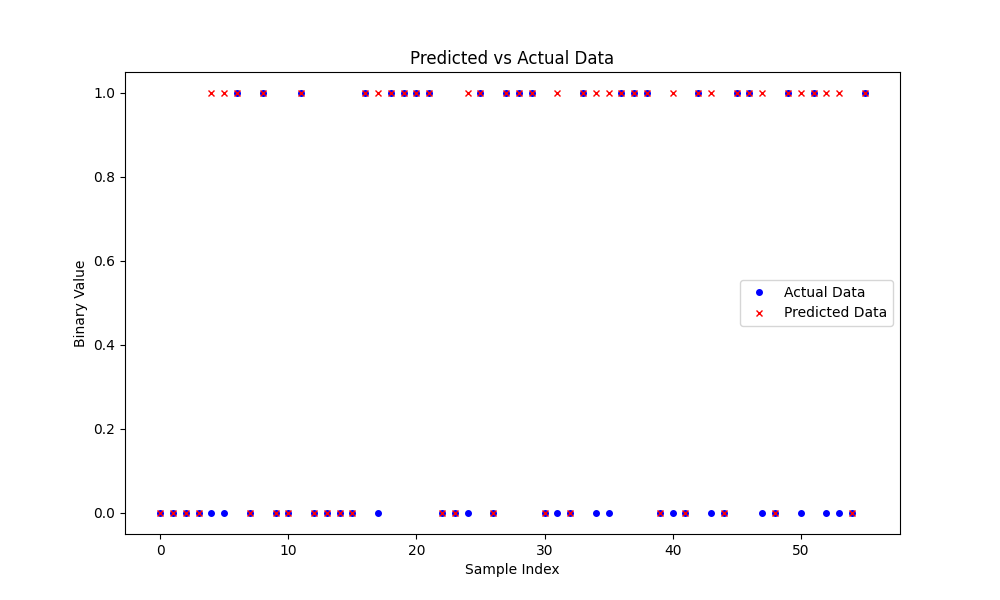 Predicted vs Actual Data
1.0
0.8
0.6
0.4
0.2
0.0
Binary Value
Actual Data
Predicted Data
0 10 20 30 40 50
Sample Index